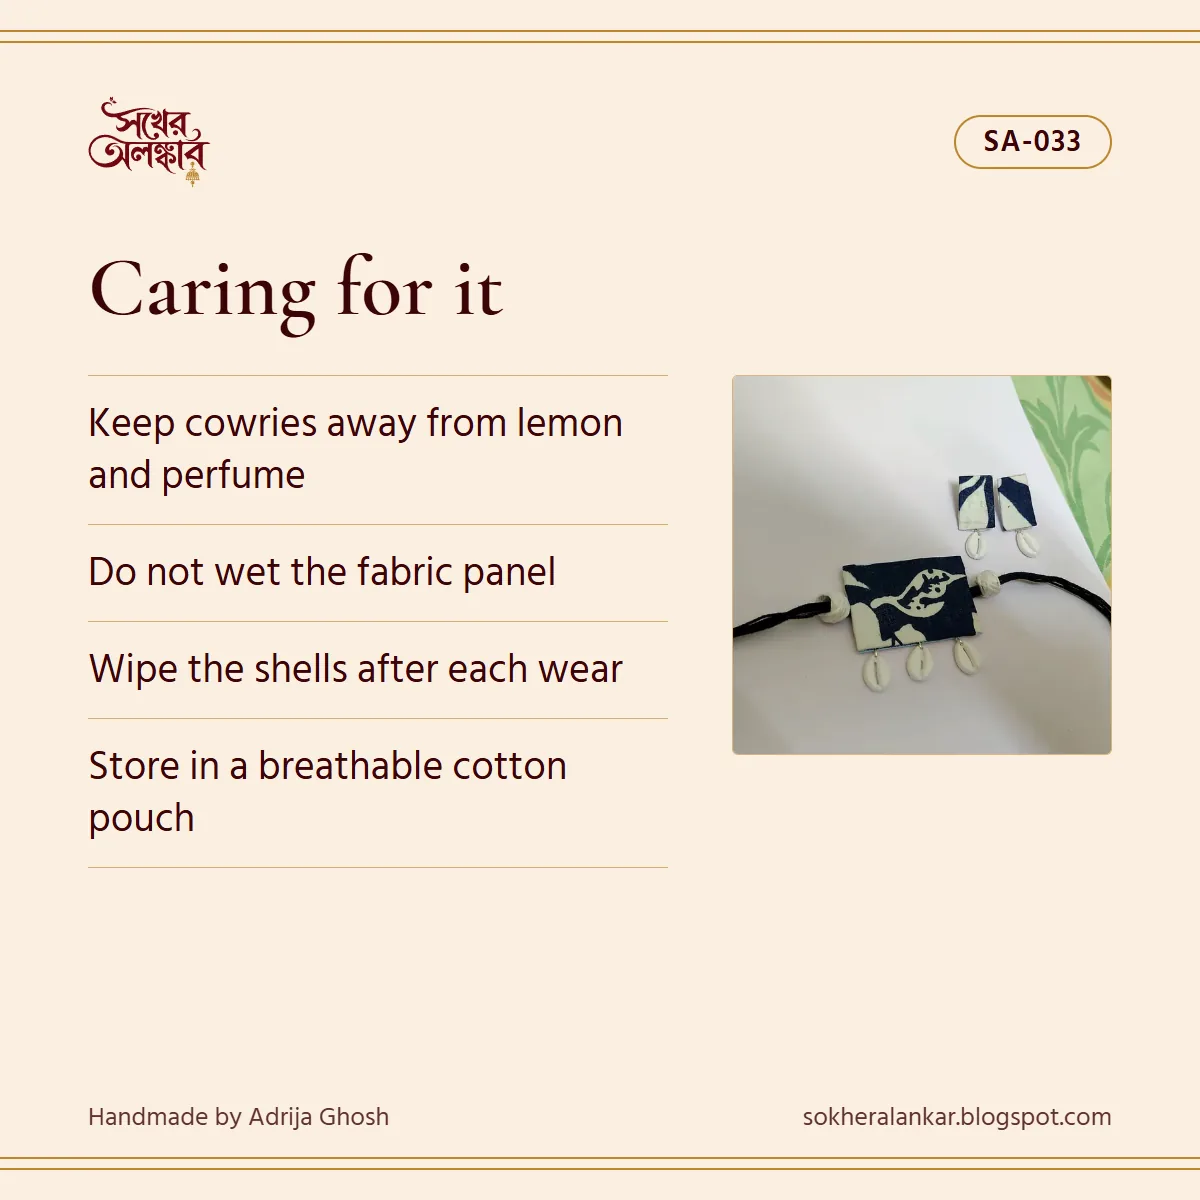 সখের
অলঙ্কার
SA-033
Caring for it
Keep cowries away from lemon
and perfume
Do not wet the fabric panel
Wipe the shells after each wear
Store in a breathable cotton
pouch
Handmade by Adrija Ghosh
sokheralankar.blogspot.com